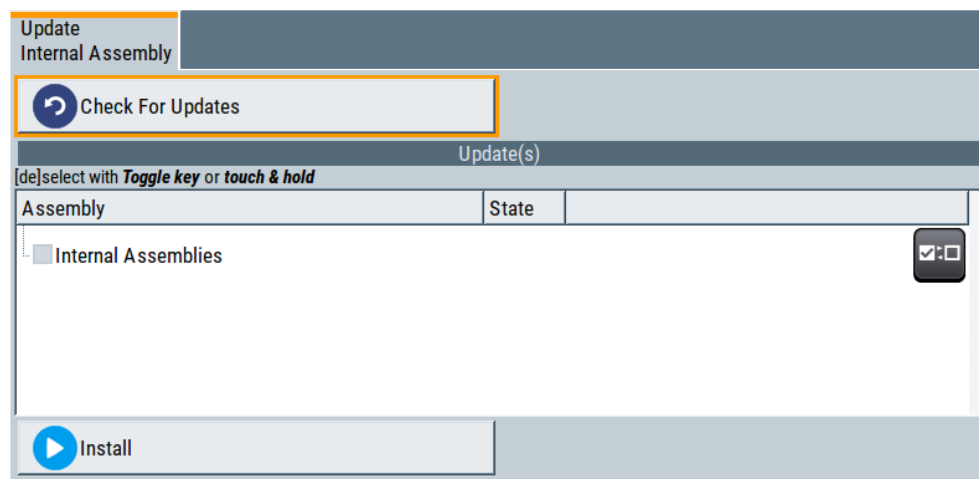 Update
Internal Assembly
Check For Updates
Update(s)
[de]select with Toggle key or touch & hold
Assembly State
Internal Assemblies
Install